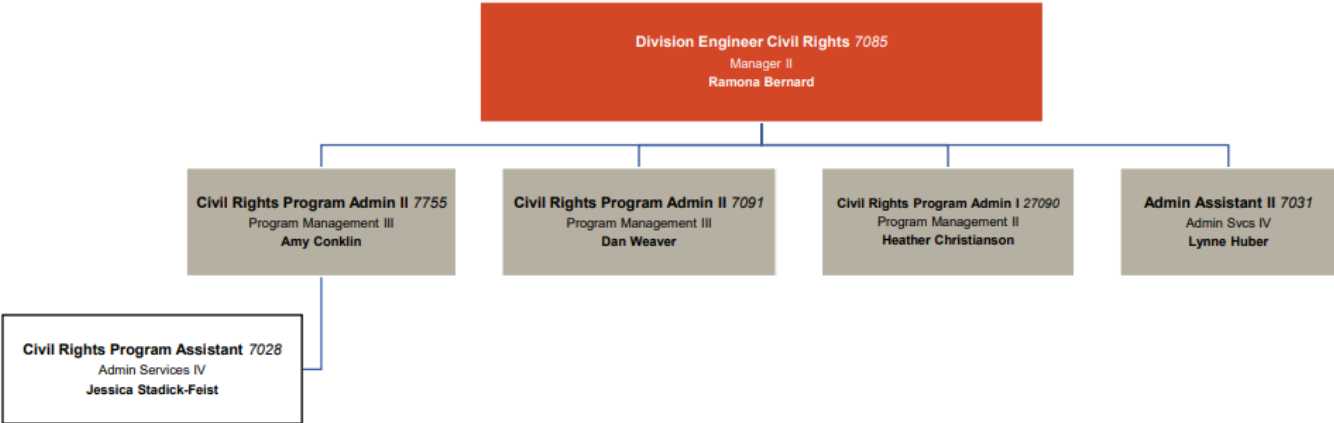 Division Engineer Civil Rights 7085
Manager II
Ramona Bernard
Civil Rights Program Admin II 7755
Program Management III
Amy Conklin
Civil Rights Program Admin II 7091
Program Management III
Dan Weaver
Civil Rights Program Admin I 27090
Program Management II
Heather Christianson
Admin Assistant II 7031
Admin Svcs IV
Lynne Huber
Civil Rights Program Assistant 7028
Admin Services IV
Jessica Stadick-Feist